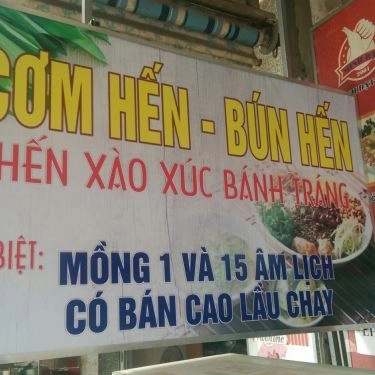 CƠM HẾN - BÚN HẾN
HẾN XÀO XÚC BÁNH TRÁNG
BIỆT: MỒNG 1 VÀ 15 ÂM LỊCH
CÓ BÁN CAO LẦU CHAY